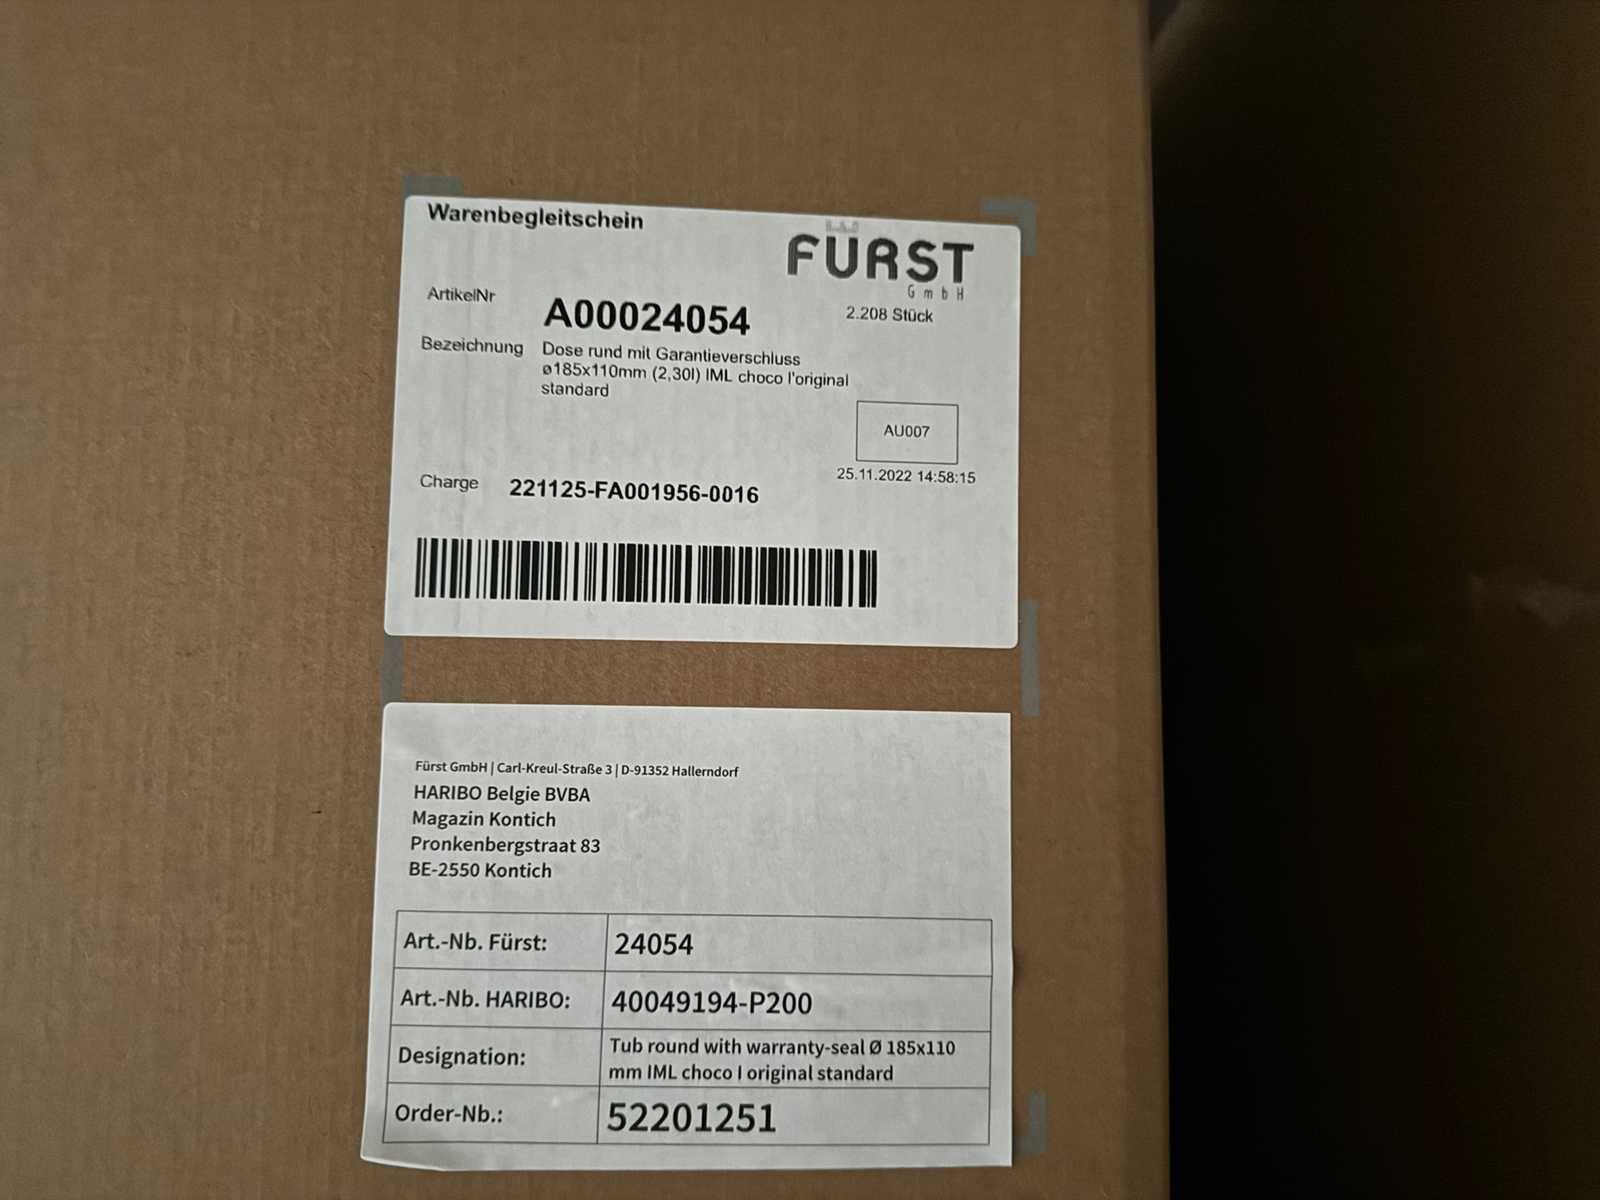 Warenbegleitschein
FÜRST
GmbH
ArtikelNr
A00024054
2.208 Stück
Bezeichnung
Dose rund mit Garantieverschluss
ø185x110mm (2,30l) IML choco l'original
standard
AU007
25.11.2022 14:58:15
Charge
221125-FA001956-0016
Fürst GmbH | Carl-Kreul-Straße 3 | D-91352 Hallerndorf
HARIBO Belgie BVBA
Magazin Kontich
Pronkenbergstraat 83
BE-2550 Kontich
Art.-Nb. Fürst: 24054
Art.-Nb. HARIBO: 40049194-P200
Designation: Tub round with warranty-seal Ø 185x110
mm IML choco l original standard
Order-Nb.: 52201251